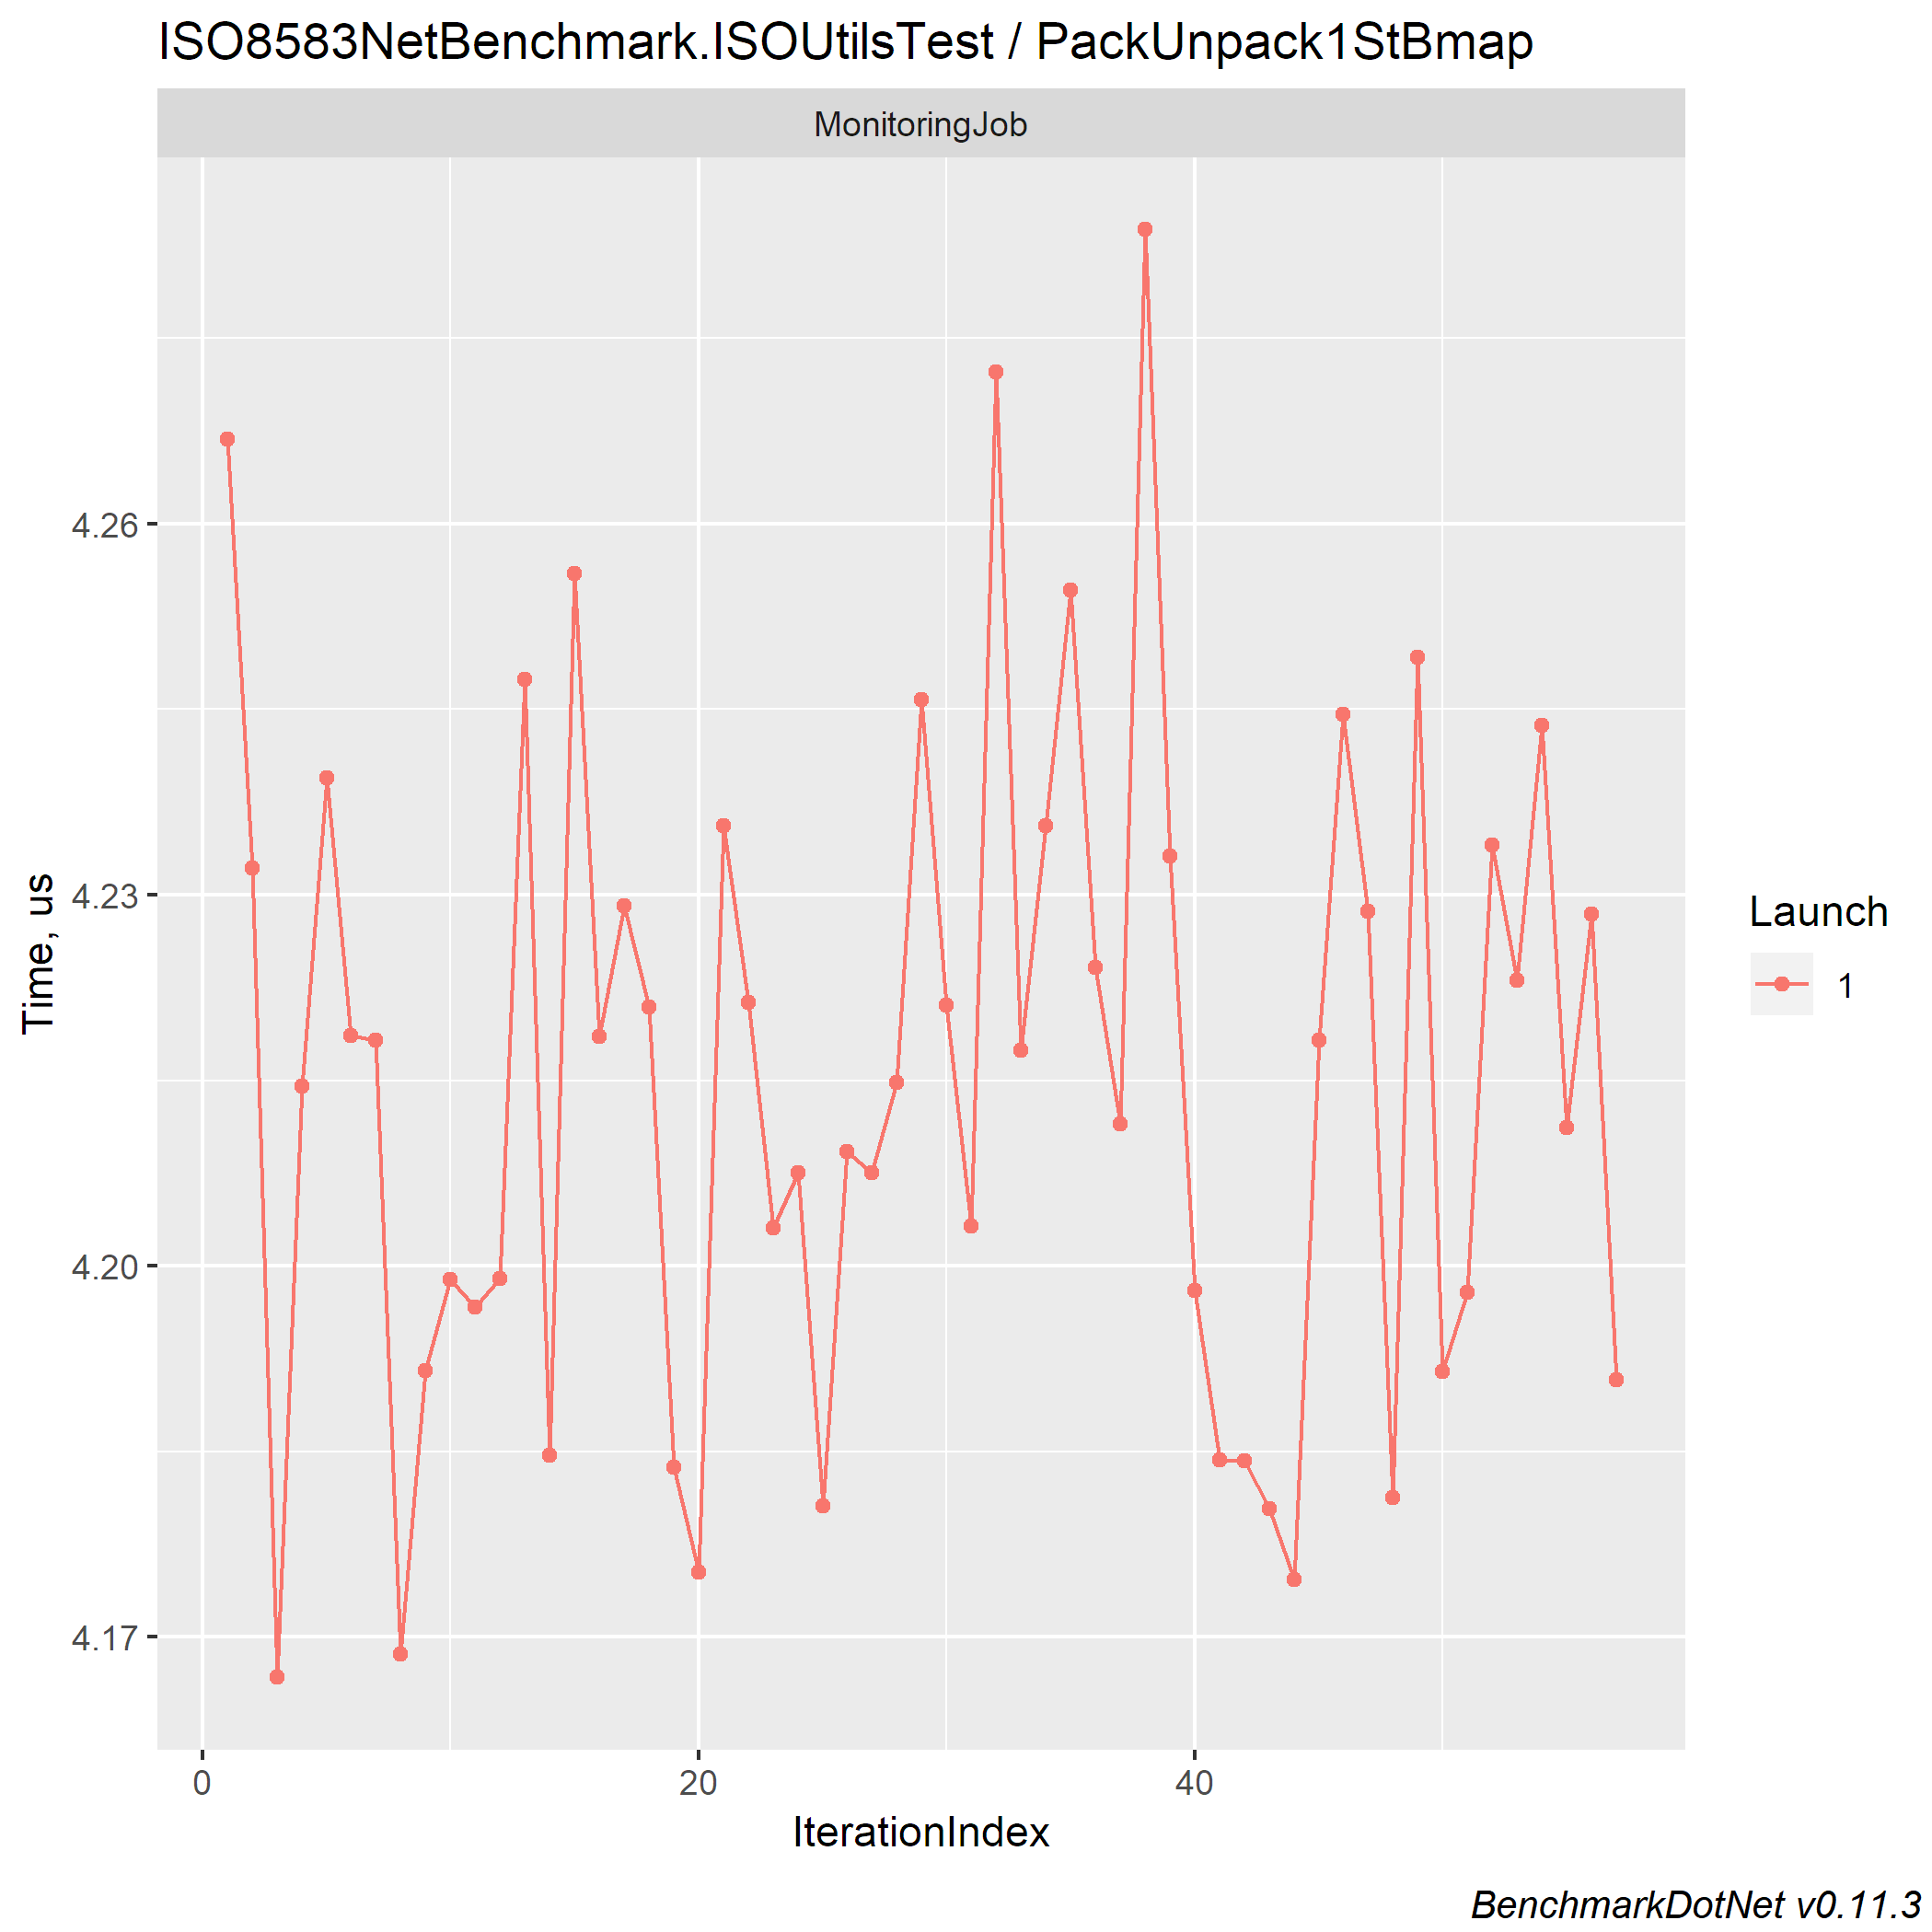 ISO8583NetBenchmark.ISOUtilsTest / PackUnpack1StBmap
MonitoringJob
4.26
4.23
4.20
4.17
Time, us
0 20 40
IterationIndex
Launch
1
BenchmarkDotNet v0.11.3